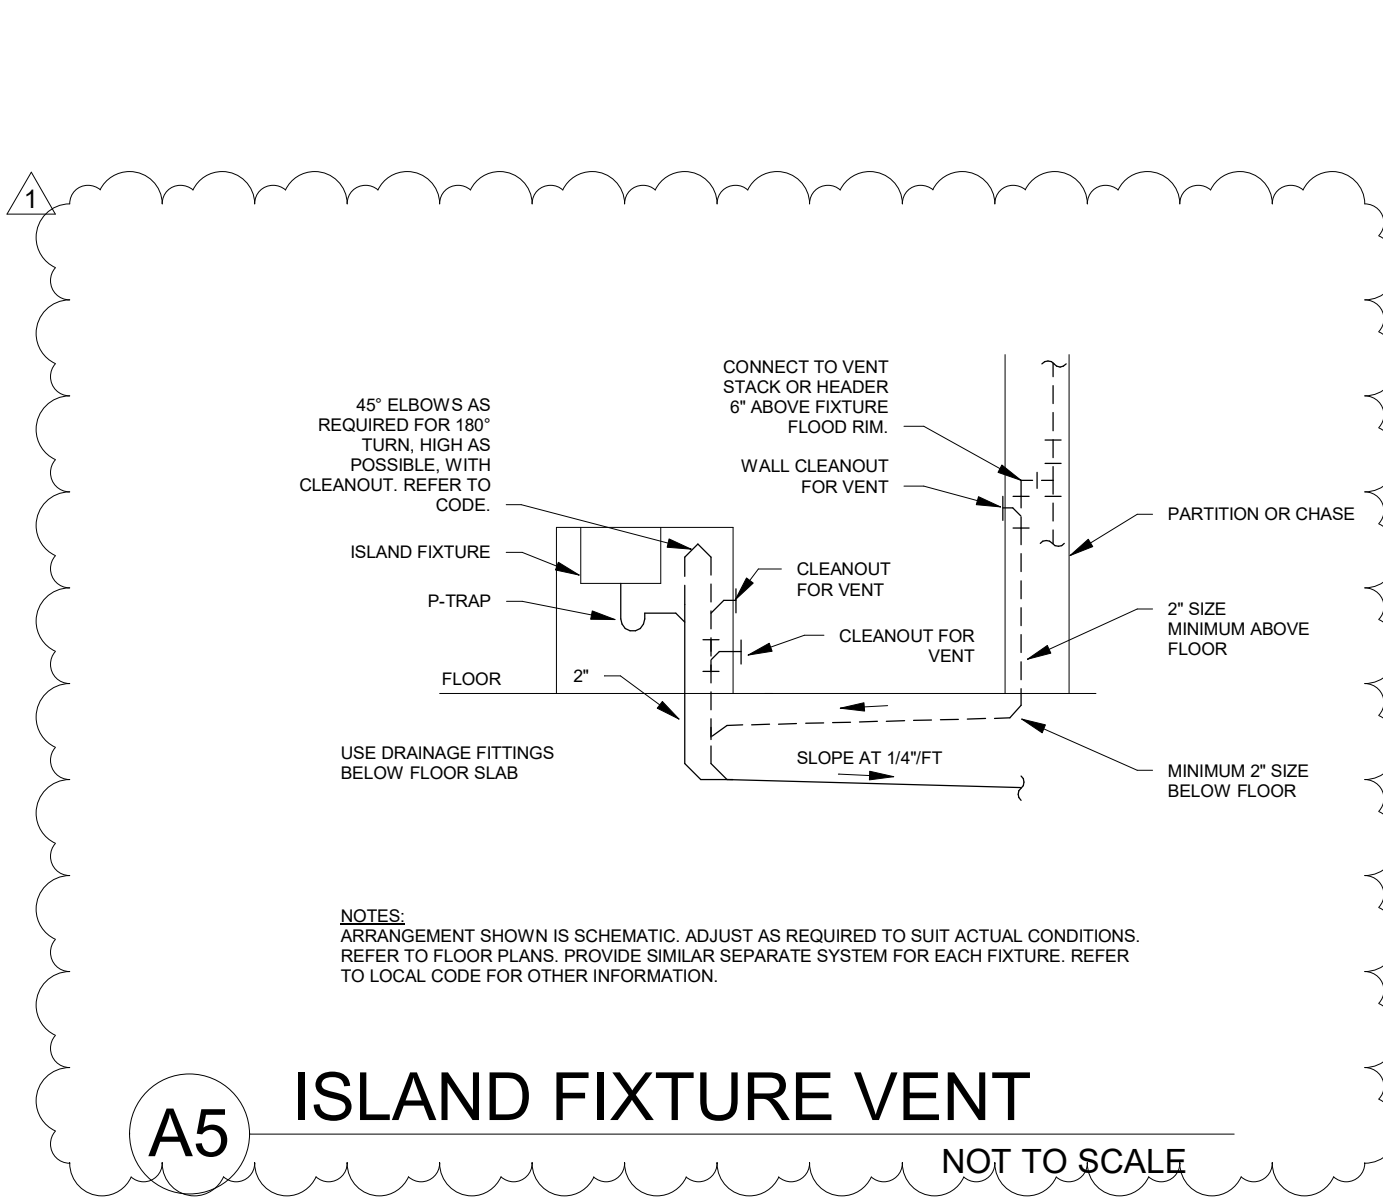 1
CONNECT TO VENT
STACK OR HEADER
6" ABOVE FIXTURE
FLOOD RIM.
45° ELBOWS AS
REQUIRED FOR 180°
TURN, HIGH AS
POSSIBLE, WITH
CLEANOUT. REFER TO
CODE.
WALL CLEANOUT
FOR VENT
PARTITION OR CHASE
ISLAND FIXTURE
CLEANOUT
FOR VENT
P-TRAP
2" SIZE
MINIMUM ABOVE
FLOOR
CLEANOUT FOR
VENT
FLOOR
2"
USE DRAINAGE FITTINGS
BELOW FLOOR SLAB
SLOPE AT 1/4"/FT
MINIMUM 2" SIZE
BELOW FLOOR
NOTES:
ARRANGEMENT SHOWN IS SCHEMATIC. ADJUST AS REQUIRED TO SUIT ACTUAL CONDITIONS.
REFER TO FLOOR PLANS. PROVIDE SIMILAR SEPARATE SYSTEM FOR EACH FIXTURE. REFER
TO LOCAL CODE FOR OTHER INFORMATION.
A5
ISLAND FIXTURE VENT
NOT TO SCALE